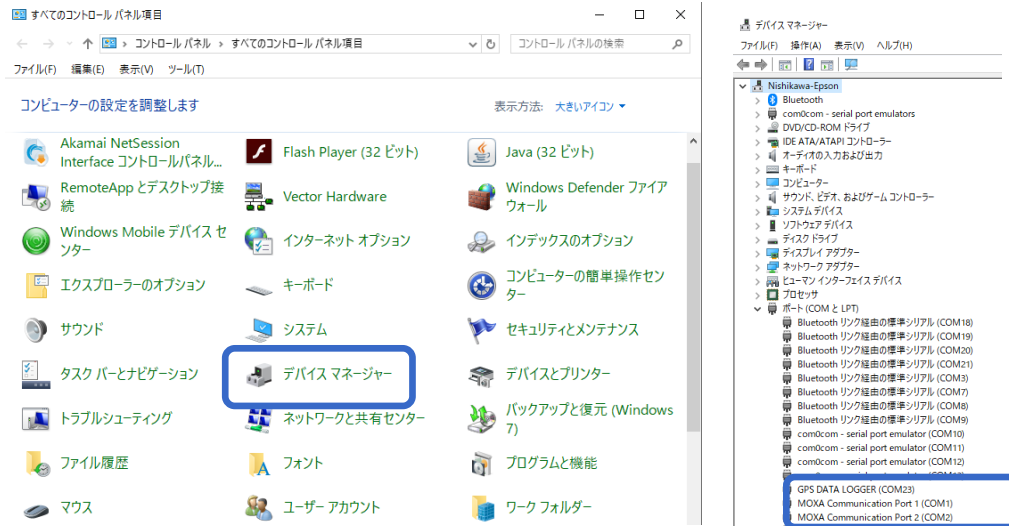 すべてのコントロール パネル項目
コントロール パネル › すべてのコントロール パネル項目
コントロール パネルの検索
ファイル(F) 編集(E) 表示(V) ツール(T)
コンピューターの設定を調整します
表示方法: 大きいアイコン
Akamai NetSession
Interface コントロールパネル...
Flash Player (32 ビット)
Java (32 ビット)
RemoteApp とデスクトップ接
続
Vector Hardware
Windows Defender ファイア
ウォール
Windows Mobile デバイス セ
ンター
インターネット オプション
インデックスのオプション
エクスプローラーのオプション
キーボード
コンピューターの簡単操作セン
ター
サウンド
システム
セキュリティとメンテナンス
タスク バーとナビゲーション
デバイス マネージャー
デバイスとプリンター
トラブルシューティング
ネットワークと共有センター
バックアップと復元 (Windows
7)
ファイル履歴
フォント
プログラムと機能
マウス
ユーザー アカウント
ワーク フォルダー
デバイス マネージャー
ファイル(F) 操作(A) 表示(V) ヘルプ(H)
Nishikawa-Epson
Bluetooth
com0com - serial port emulators
DVD/CD-ROM ドライブ
IDE ATA/ATAPI コントローラー
オーディオの入力および出力
キーボード
コンピューター
サウンド、ビデオ、およびゲーム コントローラー
システム デバイス
ソフトウェア デバイス
ディスク ドライブ
ディスプレイ アダプター
ネットワーク アダプター
ヒューマン インターフェイス デバイス
プロセッサ
ポート (COM と LPT)
Bluetooth リンク経由の標準シリアル (COM18)
Bluetooth リンク経由の標準シリアル (COM19)
Bluetooth リンク経由の標準シリアル (COM20)
Bluetooth リンク経由の標準シリアル (COM21)
Bluetooth リンク経由の標準シリアル (COM3)
Bluetooth リンク経由の標準シリアル (COM7)
Bluetooth リンク経由の標準シリアル (COM8)
Bluetooth リンク経由の標準シリアル (COM9)
com0com - serial port emulator (COM10)
com0com - serial port emulator (COM11)
com0com - serial port emulator (COM12)
GPS DATA LOGGER (COM23)
MOXA Communication Port 1 (COM1)
MOXA Communication Port 2 (COM2)